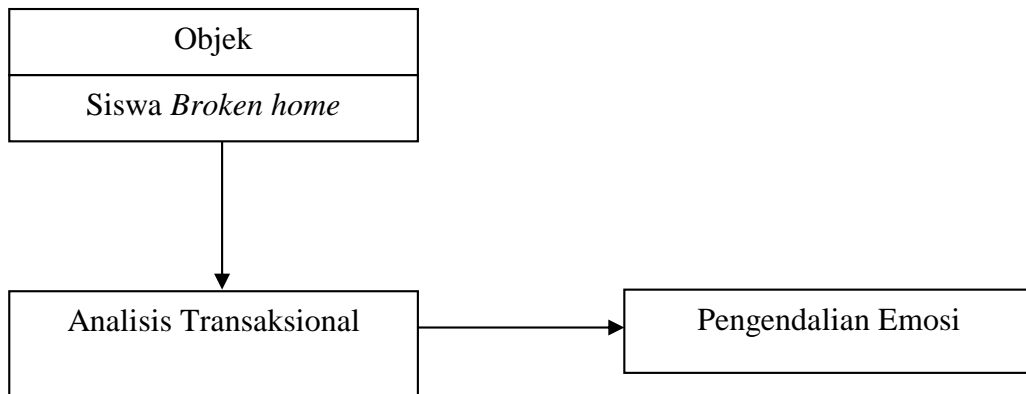 Objek
Siswa Broken home
Analisis Transaksional
Pengendalian Emosi